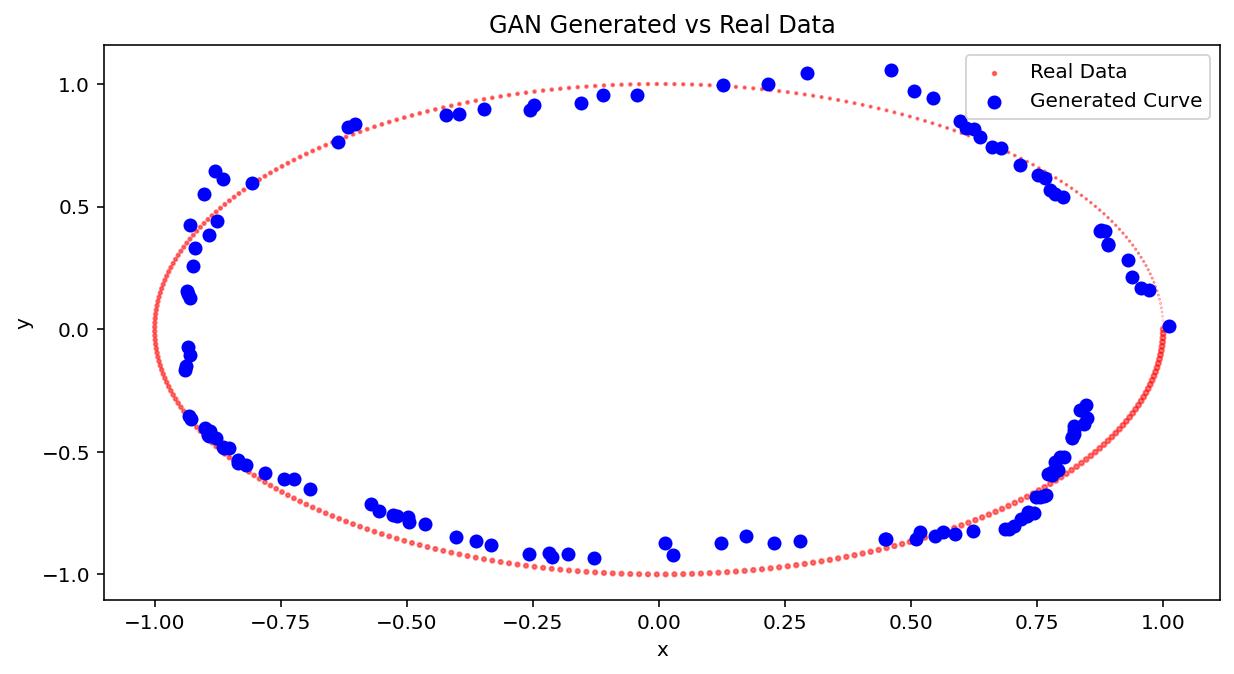 GAN Generated vs Real Data
Real Data
Generated Curve
1.0
0.5
0.0
−0.5
−1.0
y
−1.00 −0.75 −0.50 −0.25 0.00 0.25 0.50 0.75 1.00
x